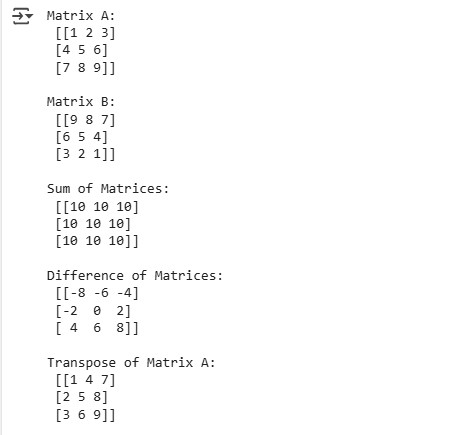 Matrix A:
[[1 2 3]
[4 5 6]
[7 8 9]]
Matrix B:
[[9 8 7]
[6 5 4]
[3 2 1]]
Sum of Matrices:
[[10 10 10]
[10 10 10]
[10 10 10]]
Difference of Matrices:
[[-8 -6 -4]
[-2  0  2]
[ 4  6  8]]
Transpose of Matrix A:
[[1 4 7]
[2 5 8]
[3 6 9]]